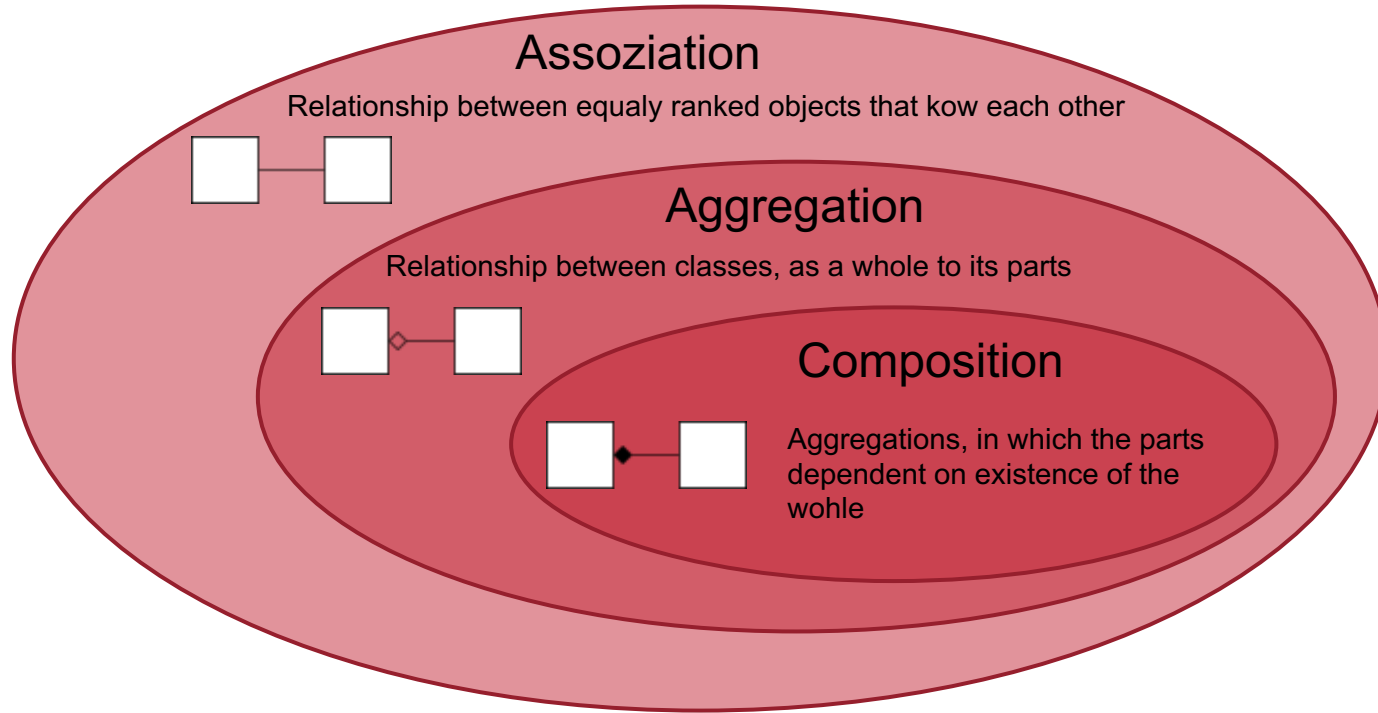 Assoziation
Relationship between equaly ranked objects that kow each other
Aggregation
Relationship between classes, as a whole to its parts
Composition
Aggregations, in which the parts
dependent on existence of the
wohle